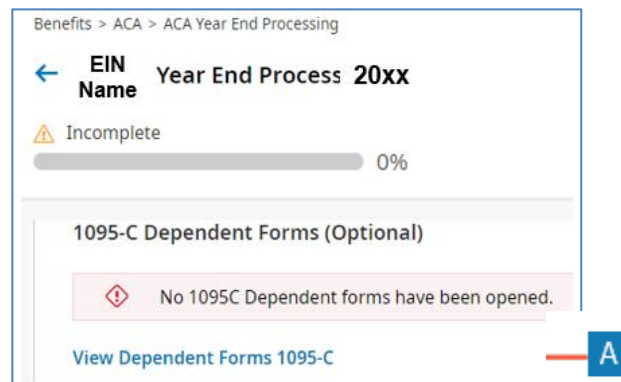 Benefits > ACA > ACA Year End Processing
← EIN Name Year End Process 20xx
Incomplete
0%
1095-C Dependent Forms (Optional)
No 1095C Dependent forms have been opened.
View Dependent Forms 1095-C
A